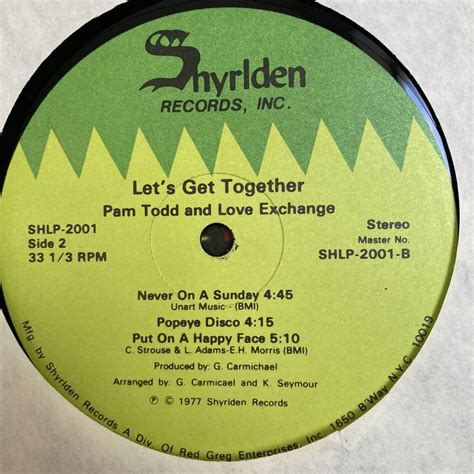 Shyrlden
RECORDS, INC.
Let's Get Together
Pam Todd and Love Exchange
SHLP-2001
Side 2
33 1/3 RPM
Stereo
Master No.
SHLP-2001-B
Never On A Sunday 4:45
Unart Music - (BMI)
Popeye Disco 4:15
Put On A Happy Face 5:10
C. Strouse & L. Adams-E.H. Morris (BMI)
Produced by: G. Carmichael
Arranged by: G. Carmicael and K. Seymour
℗ © 1977 Shyrlden Records
Mfg. by Shyrlden Records A Div. Of Red Greg Enterprises, Inc. 1650 B'Way N.Y.C. 10019